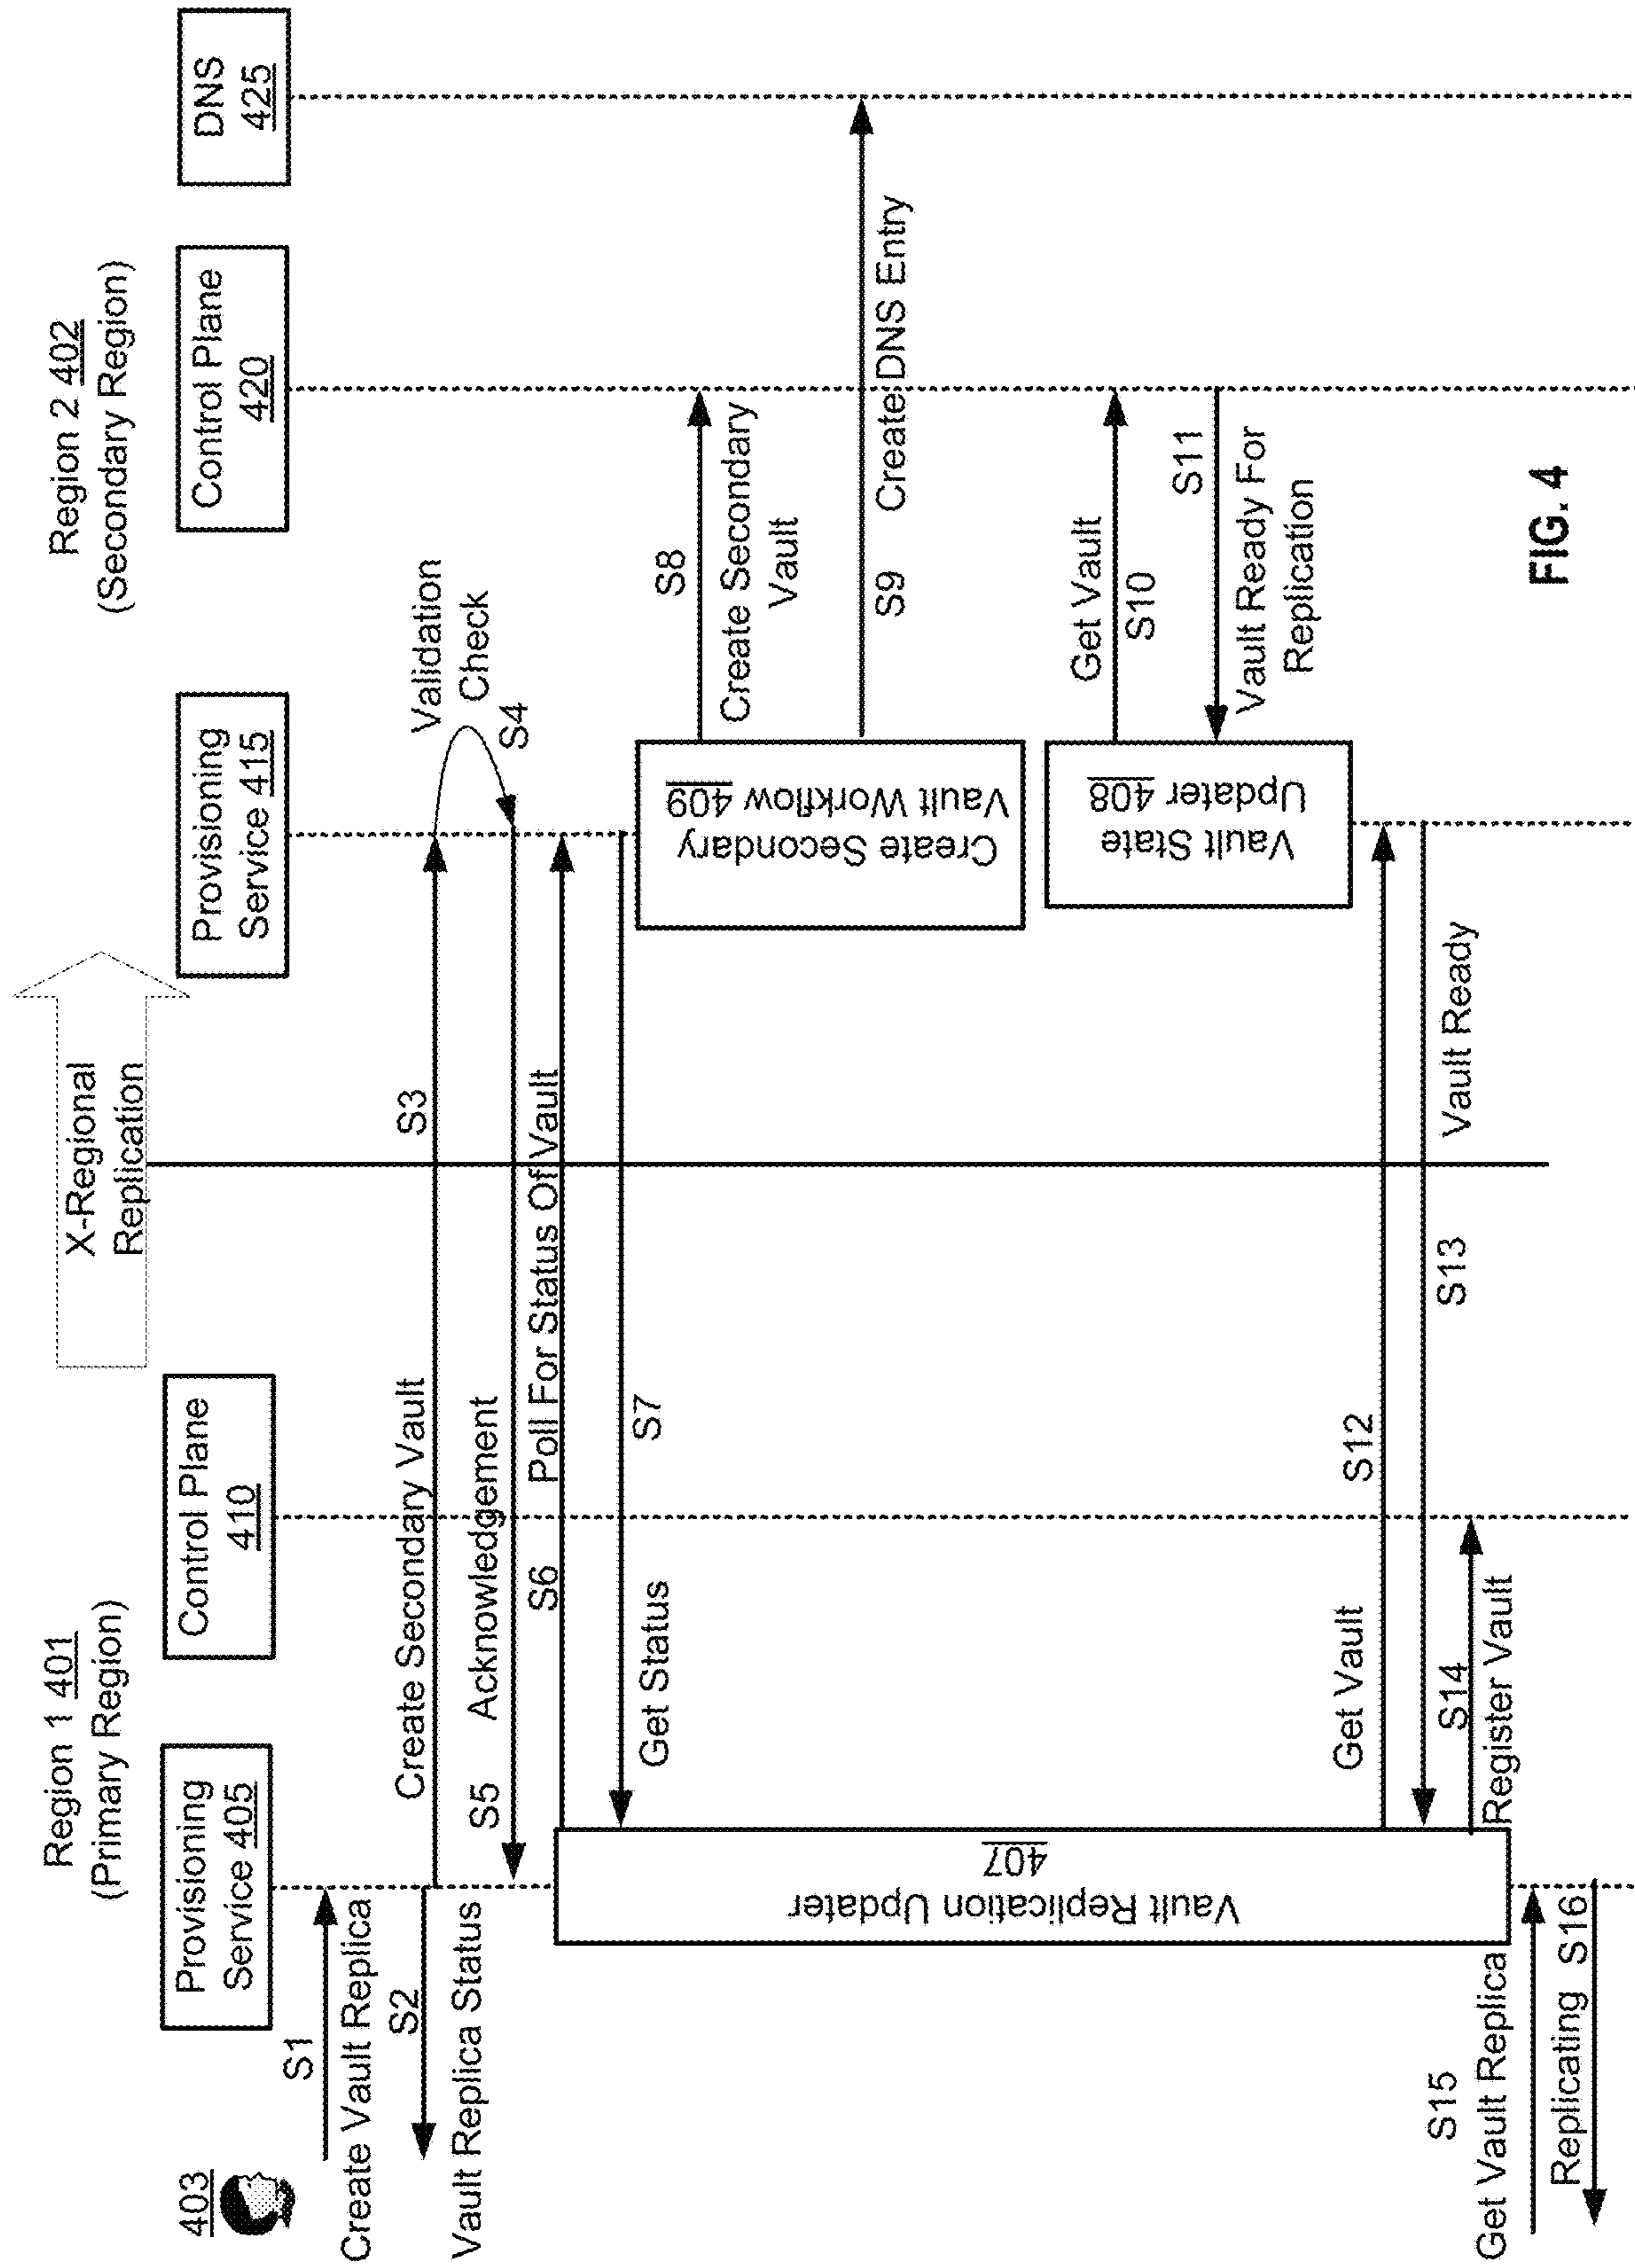 Region 1 401
(Primary Region)
X-Regional
Replication
Region 2 402
(Secondary Region)
403
Provisioning
Service 405
Control Plane
410
Provisioning
Service 415
Control Plane
420
DNS
425
S1
Create Vault Replica
S2
Vault Replica Status
Create Secondary Vault
S3
Validation
Check
S4
S5
Acknowledgement
S6
Poll For Status Of Vault
Get Status
S7
Vault Replication Updater
407
Create Secondary
Vault Workflow 409
S8
Create Secondary
Vault
S9
Create DNS Entry
Vault State
Updater 408
Get Vault
S10
S11
Vault Ready For
Replication
Get Vault
S12
S13
Vault Ready
S14
Register Vault
S15
Get Vault Replica
Replicating S16
FIG. 4